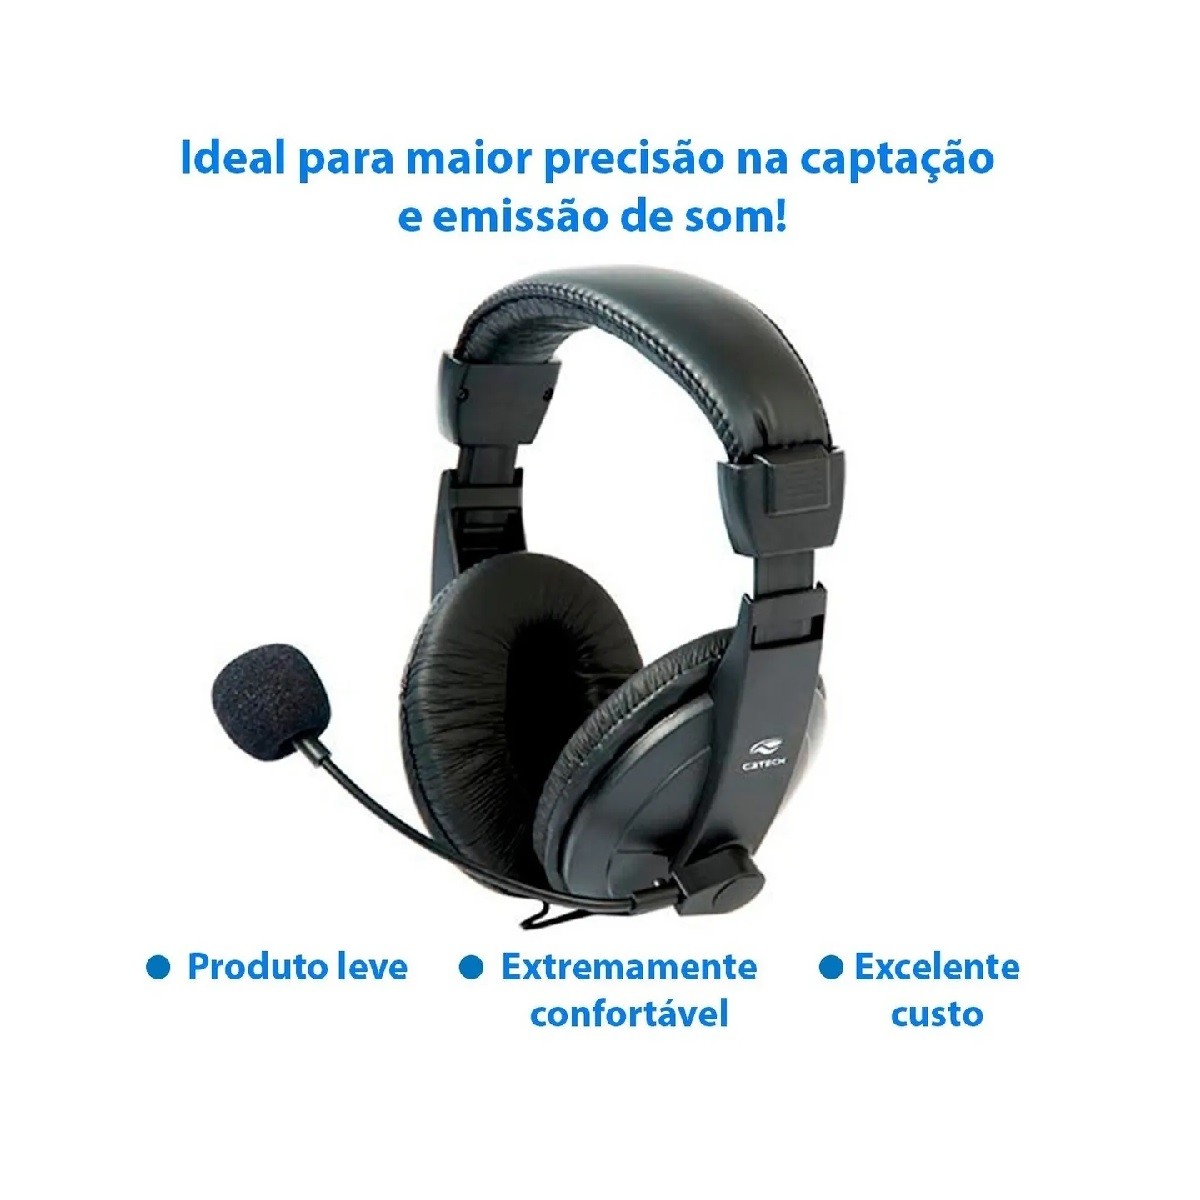 Ideal para maior precisão na captação
e emissão de som!
C3TECH
Produto leve
Extremamente
confortável
Excelente
custo